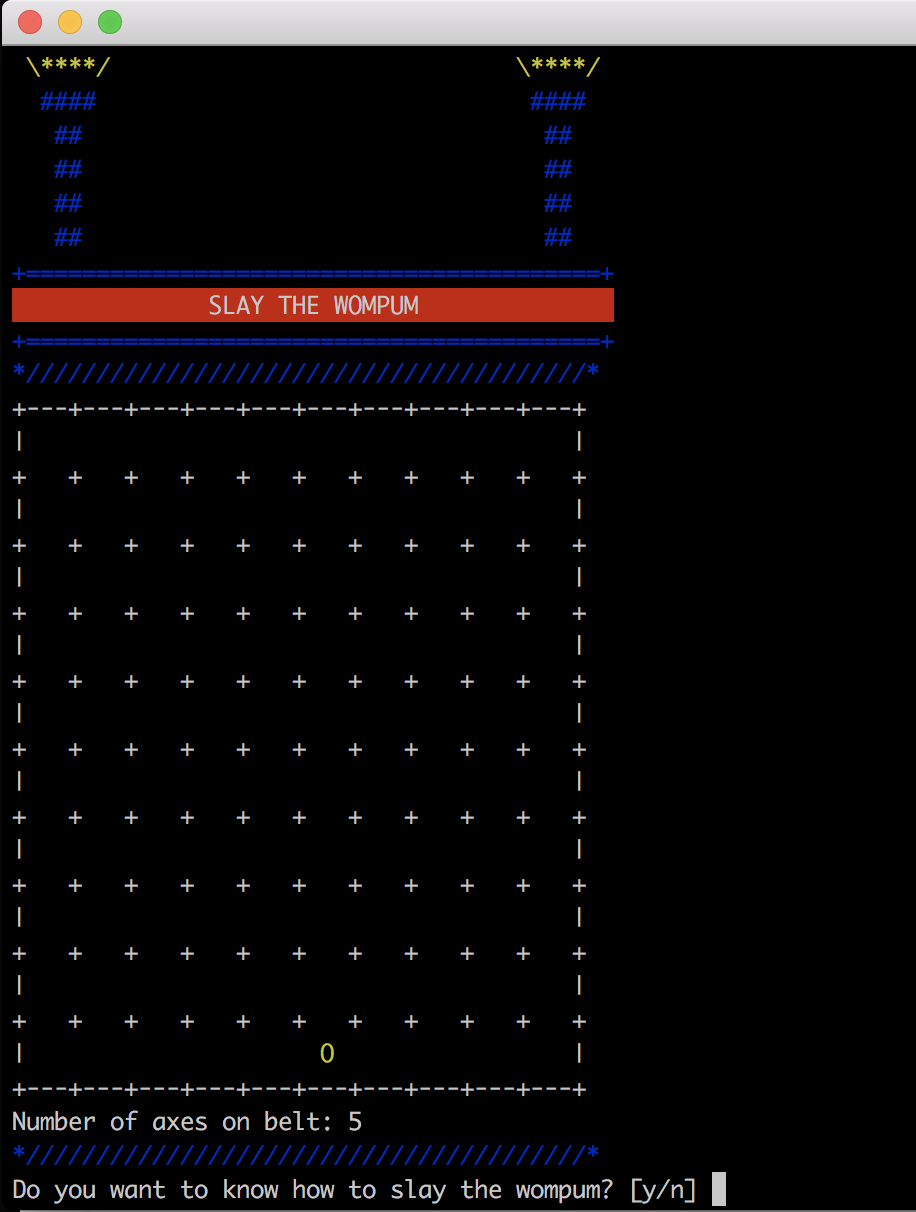 \****/                             \****/
  ####                               ####
   ##                                 ##
   ##                                 ##
   ##                                 ##
   ##                                 ##
+=========================================+
              SLAY THE WOMPUM
+=========================================+
*////////////////////////////////////////*
+---+---+---+---+---+---+---+---+---+---+
|                                       |
+   +   +   +   +   +   +   +   +   +   +
|                                       |
+   +   +   +   +   +   +   +   +   +   +
|                                       |
+   +   +   +   +   +   +   +   +   +   +
|                                       |
+   +   +   +   +   +   +   +   +   +   +
|                                       |
+   +   +   +   +   +   +   +   +   +   +
|                                       |
+   +   +   +   +   +   +   +   +   +   +
|                                       |
+   +   +   +   +   +   +   +   +   +   +
|                                       |
+   +   +   +   +   +   +   +   +   +   +
|                                       |
+   +   +   +   +   +   +   +   +   +   +
|                     O                 |
+---+---+---+---+---+---+---+---+---+---+
Number of axes on belt: 5
*////////////////////////////////////////*
Do you want to know how to slay the wompum? [y/n]